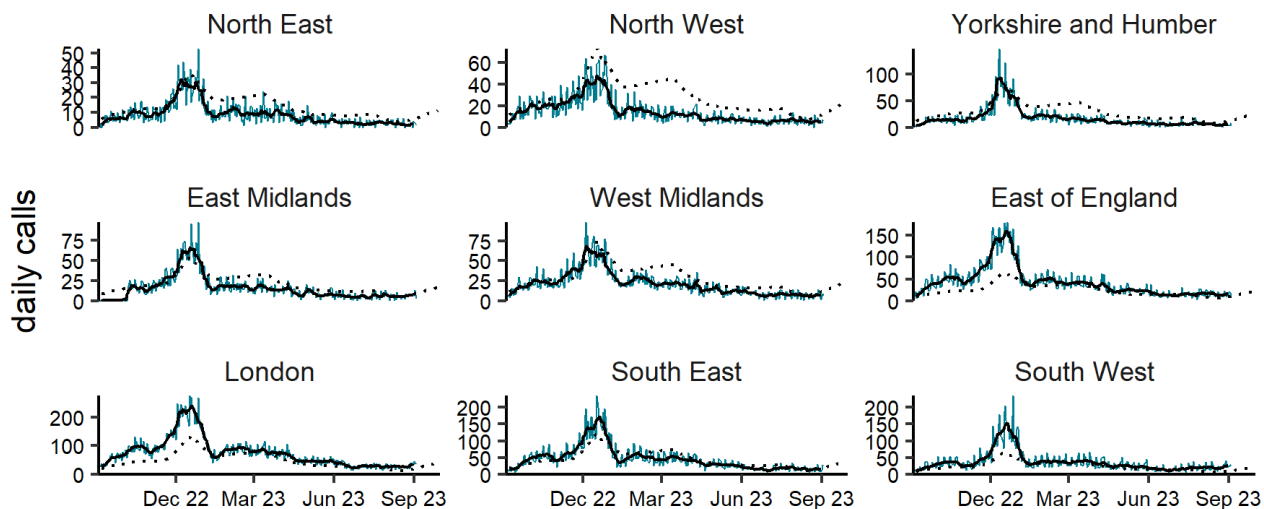 North East
North West
Yorkshire and Humber
50
40
30
20
10
0
60
40
20
0
100
50
0
East Midlands
West Midlands
East of England
75
50
25
0
75
50
25
0
150
100
50
0
daily calls
London
South East
South West
200
100
0
200
150
100
50
0
200
150
100
50
0
Dec 22 Mar 23 Jun 23 Sep 23
Dec 22 Mar 23 Jun 23 Sep 23
Dec 22 Mar 23 Jun 23 Sep 23